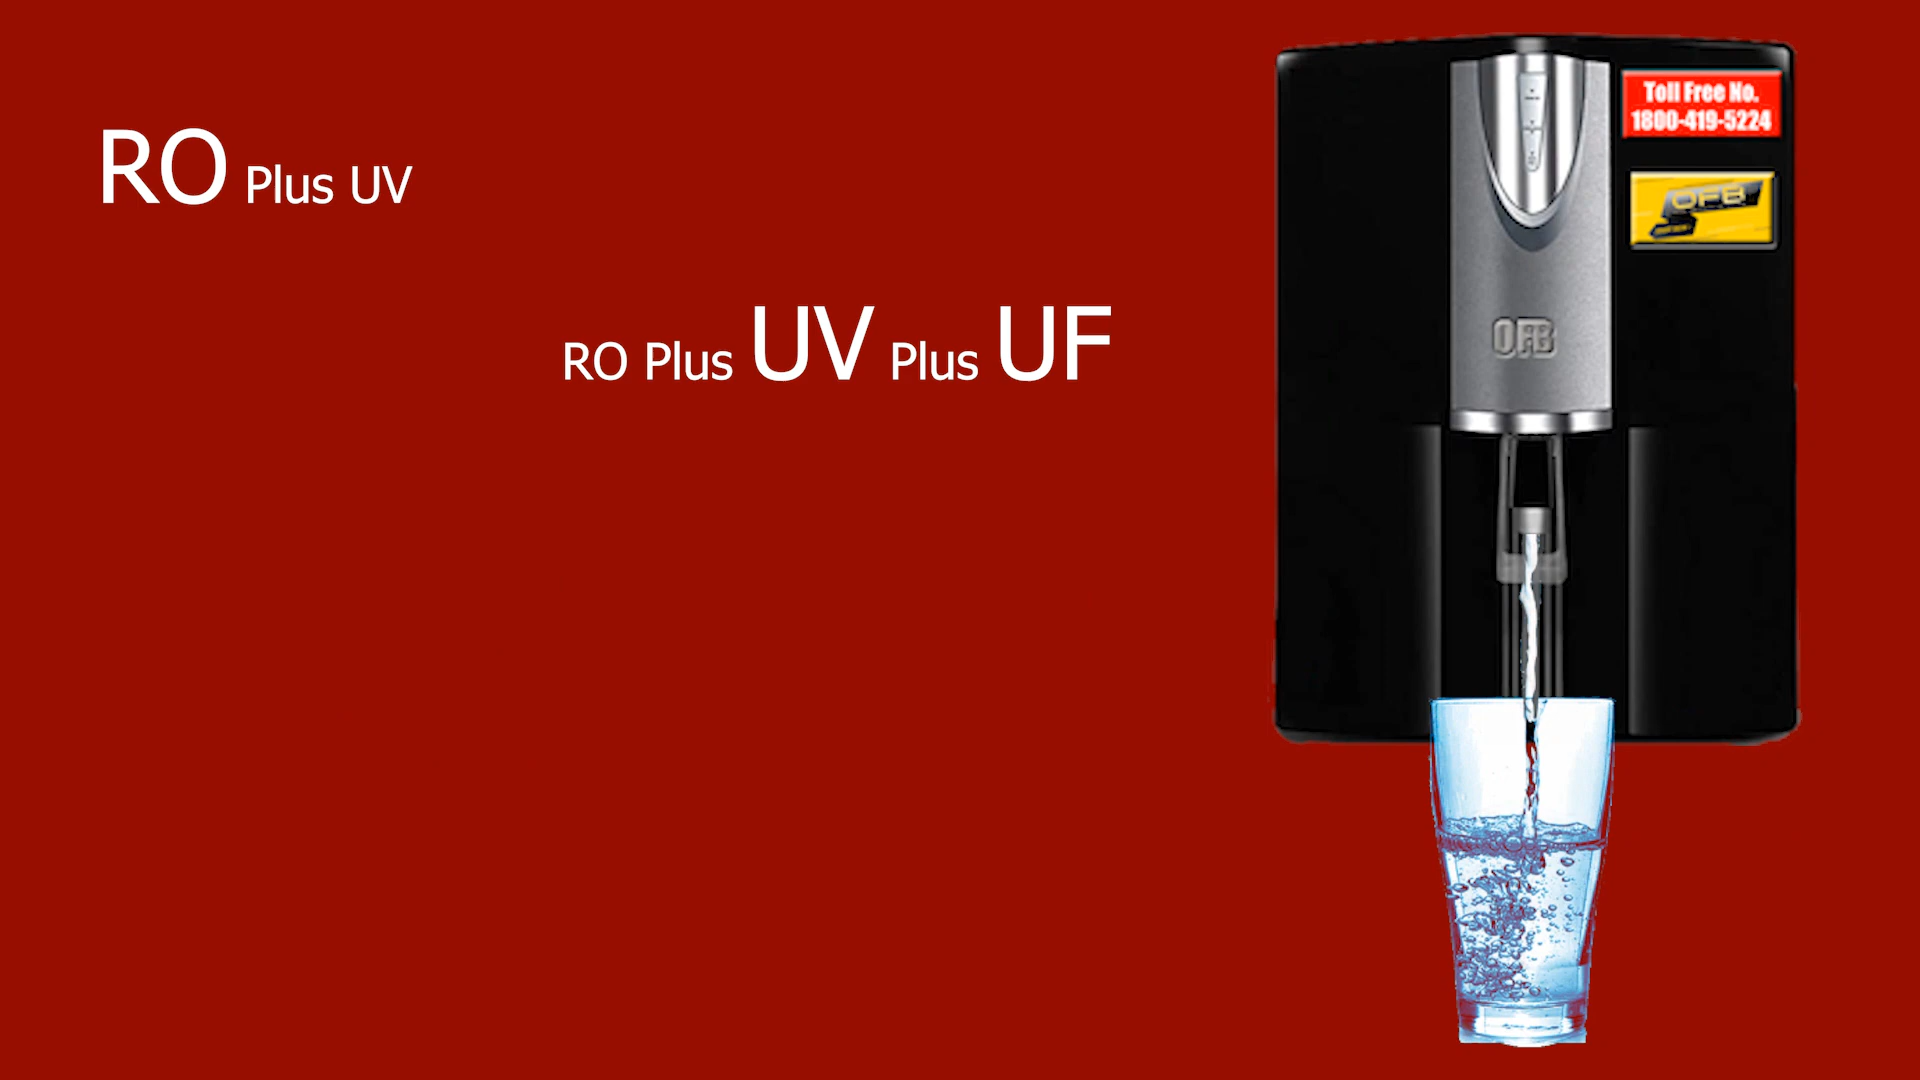 RO Plus UV
RO Plus UV Plus UF
Toll Free No.
1800-419-5224
OFB
OFB